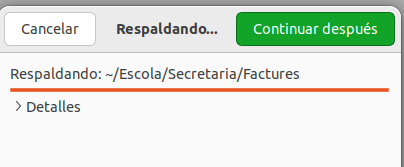 Cancelar Respaldando... Continuar después
Respaldando: ~/Escola/Secretaria/Factures
Detalles